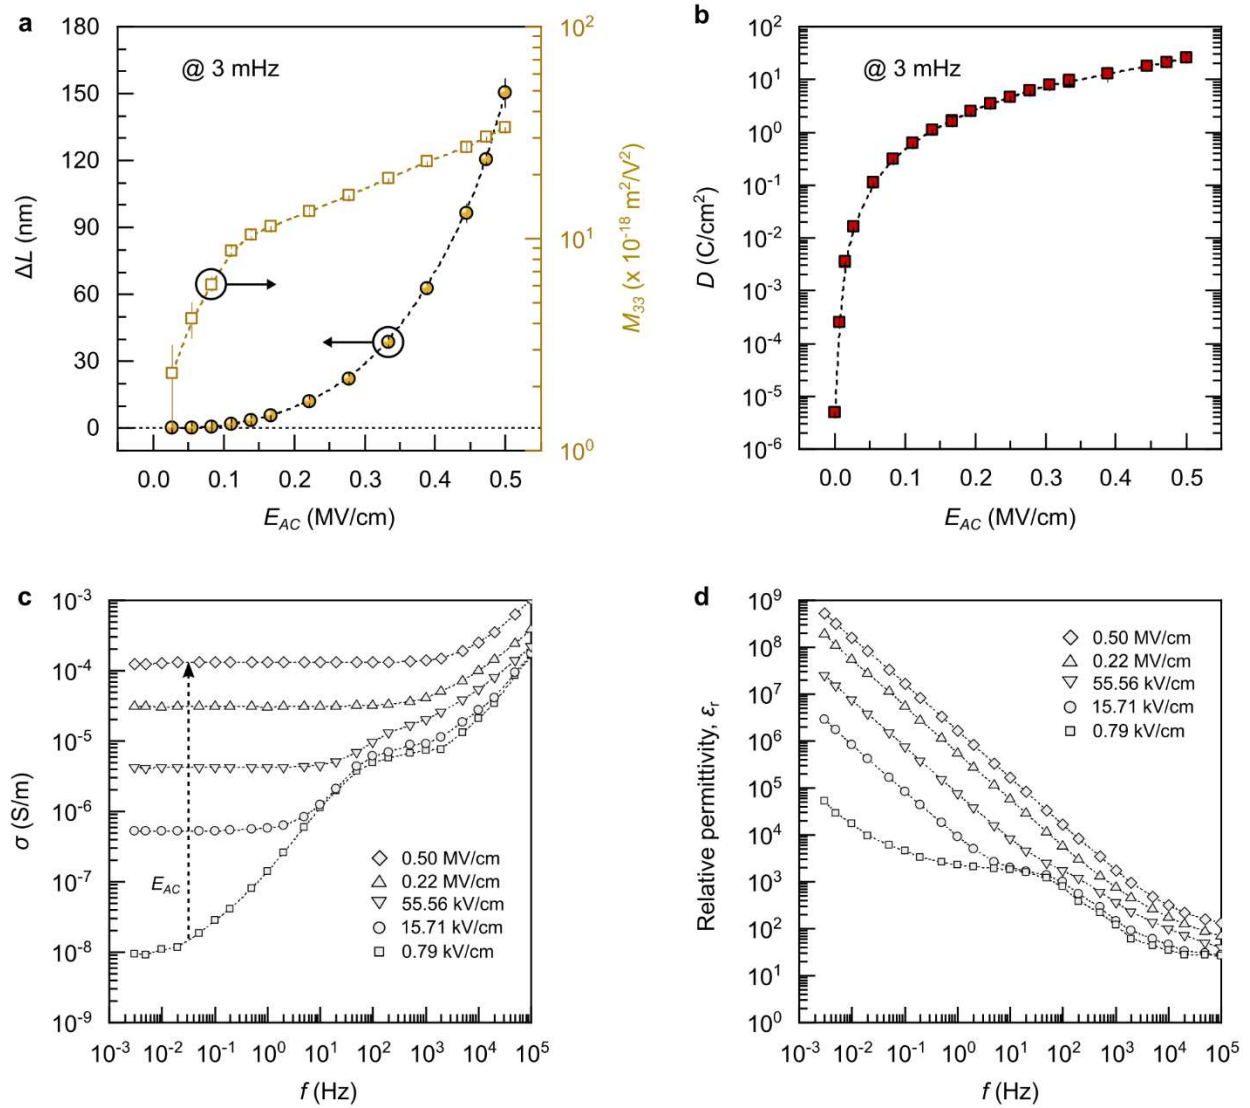 a
@ 3 mHz
180
150
120
90
60
30
0
ΔL (nm)
10²
10¹
10⁰
M₃₃ (x 10⁻¹⁸ m²/V²)
0.0 0.1 0.2 0.3 0.4 0.5
E_AC (MV/cm)
b
@ 3 mHz
10²
10¹
10⁰
10⁻¹
10⁻²
10⁻³
10⁻⁴
10⁻⁵
10⁻⁶
D (C/cm²)
0.0 0.1 0.2 0.3 0.4 0.5
E_AC (MV/cm)
c
10⁻³
10⁻⁴
10⁻⁵
10⁻⁶
10⁻⁷
10⁻⁸
10⁻⁹
σ (S/m)
E_AC
0.50 MV/cm
0.22 MV/cm
55.56 kV/cm
15.71 kV/cm
0.79 kV/cm
10⁻³ 10⁻² 10⁻¹ 10⁰ 10¹ 10² 10³ 10⁴ 10⁵
f (Hz)
d
10⁹
10⁸
10⁷
10⁶
10⁵
10⁴
10³
10²
10¹
10⁰
Relative permittivity, εᵣ
0.50 MV/cm
0.22 MV/cm
55.56 kV/cm
15.71 kV/cm
0.79 kV/cm
10⁻³ 10⁻² 10⁻¹ 10⁰ 10¹ 10² 10³ 10⁴ 10⁵
f (Hz)